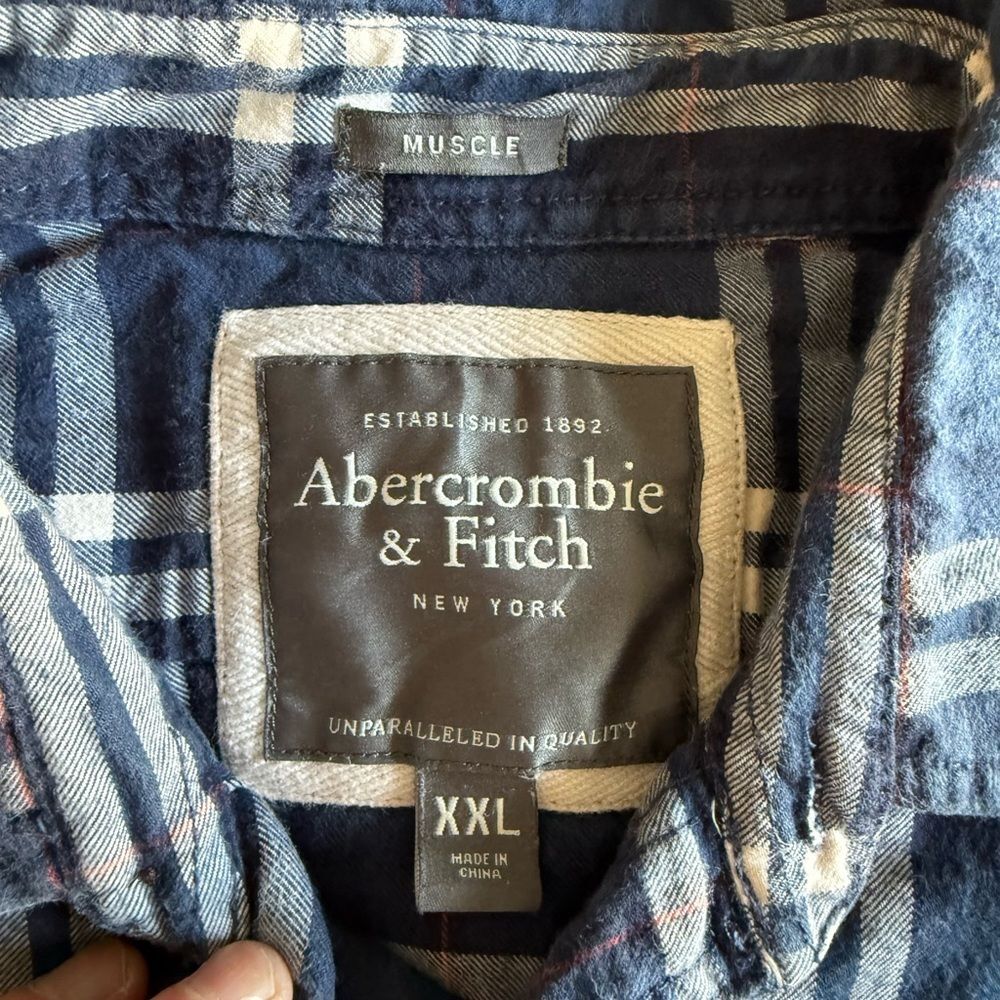 MUSCLE
ESTABLISHED 1892
Abercrombie
& Fitch
NEW YORK
UNPARALLELED IN QUALITY
XXL
MADE IN
CHINA